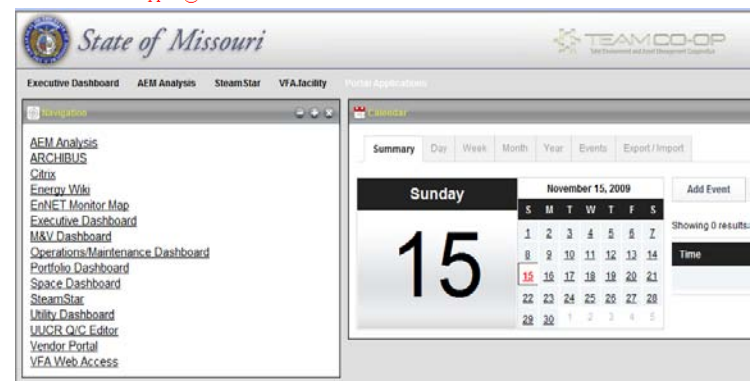 State of Missouri
TEAM CO-OP
Executive Dashboard AEM Analysis SteamStar VFA.facility Portal Applications
Navigation
AEM Analysis
ARCHIBUS
Citrix
Energy Wiki
EnNET Monitor Map
Executive Dashboard
M&V Dashboard
Operations/Maintenance Dashboard
Portfolio Dashboard
Space Dashboard
SteamStar
Utility Dashboard
UUCR Q/C Editor
Vendor Portal
VFA Web Access
Calendar
Summary Day Week Month Year Events Export / Import
Sunday
15
November 15, 2009
S M T W T F S
1 2 3 4 5 6 7
8 9 10 11 12 13 14
15 16 17 18 19 20 21
22 23 24 25 26 27 28
29 30 1 2 3 4 5
Add Event
Showing 0 results.
Time